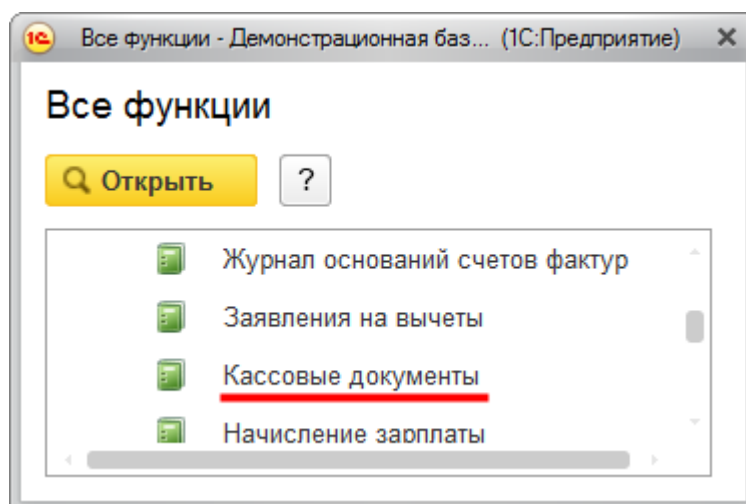 1С Все функции - Демонстрационная баз... (1С:Предприятие)
Все функции
Открыть ?
Журнал оснований счетов фактур
Заявления на вычеты
Кассовые документы
Начисление зарплаты